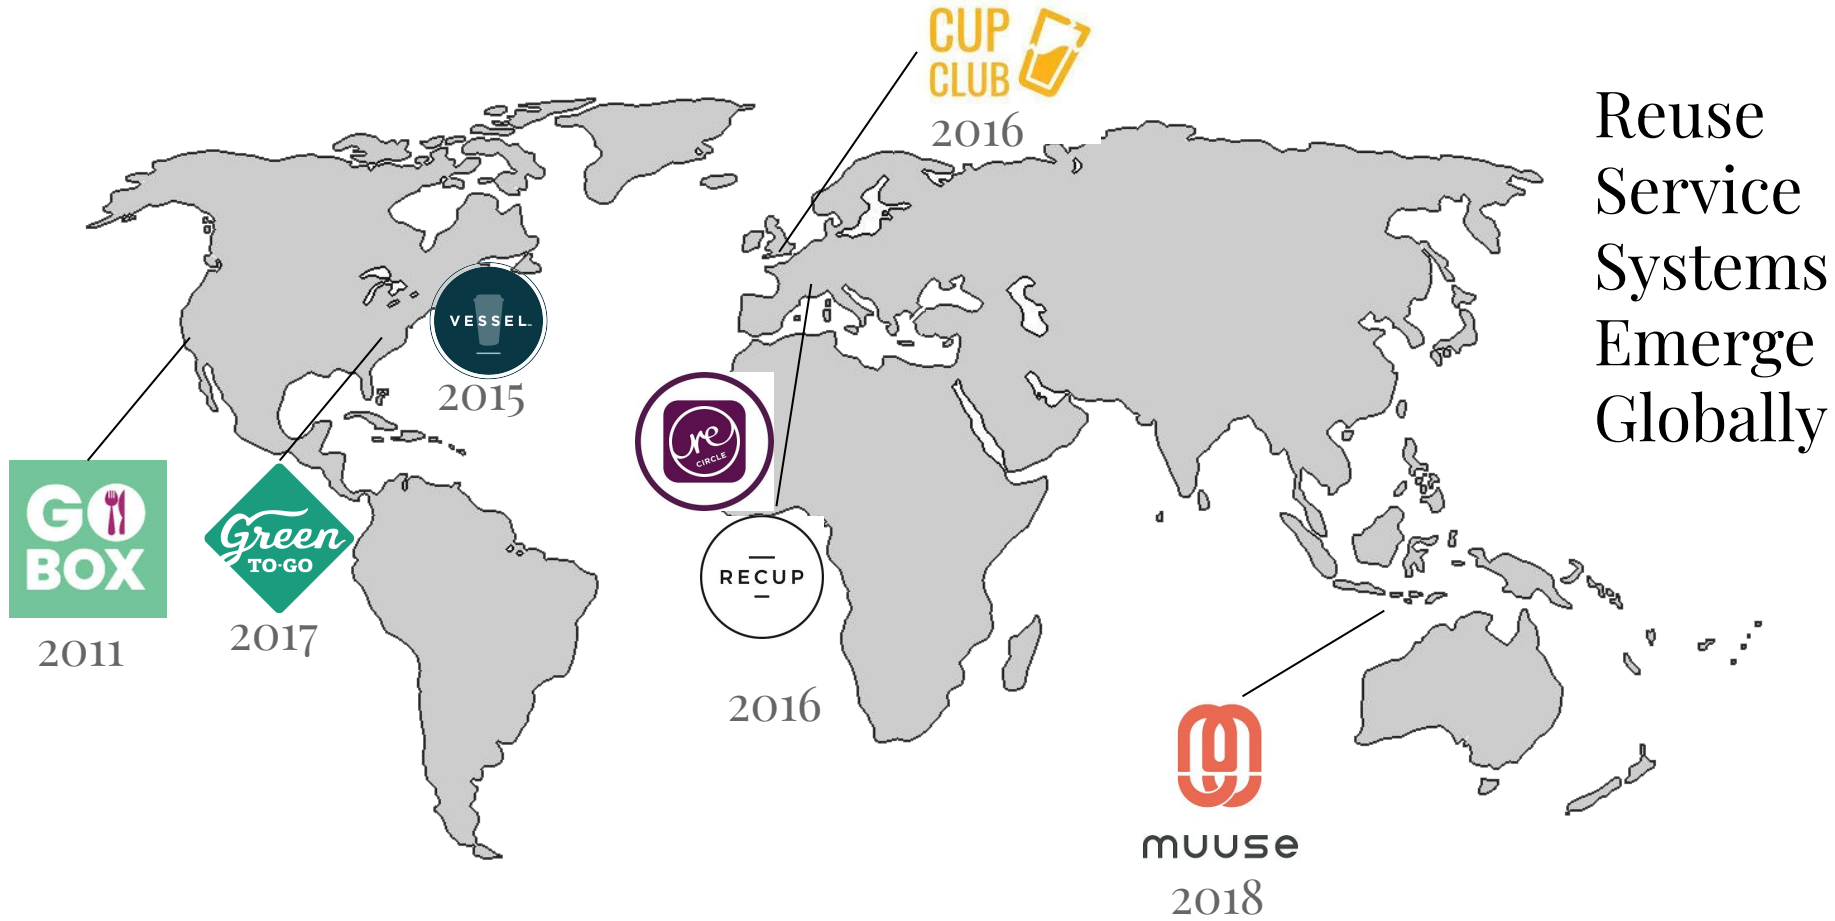 CUP
CLUB
2016
Reuse
Service
Systems
Emerge
Globally
VESSEL
2015
GO
BOX
2011
Green
TO·GO
2017
re
CIRCLE
RECUP
2016
muuse
2018